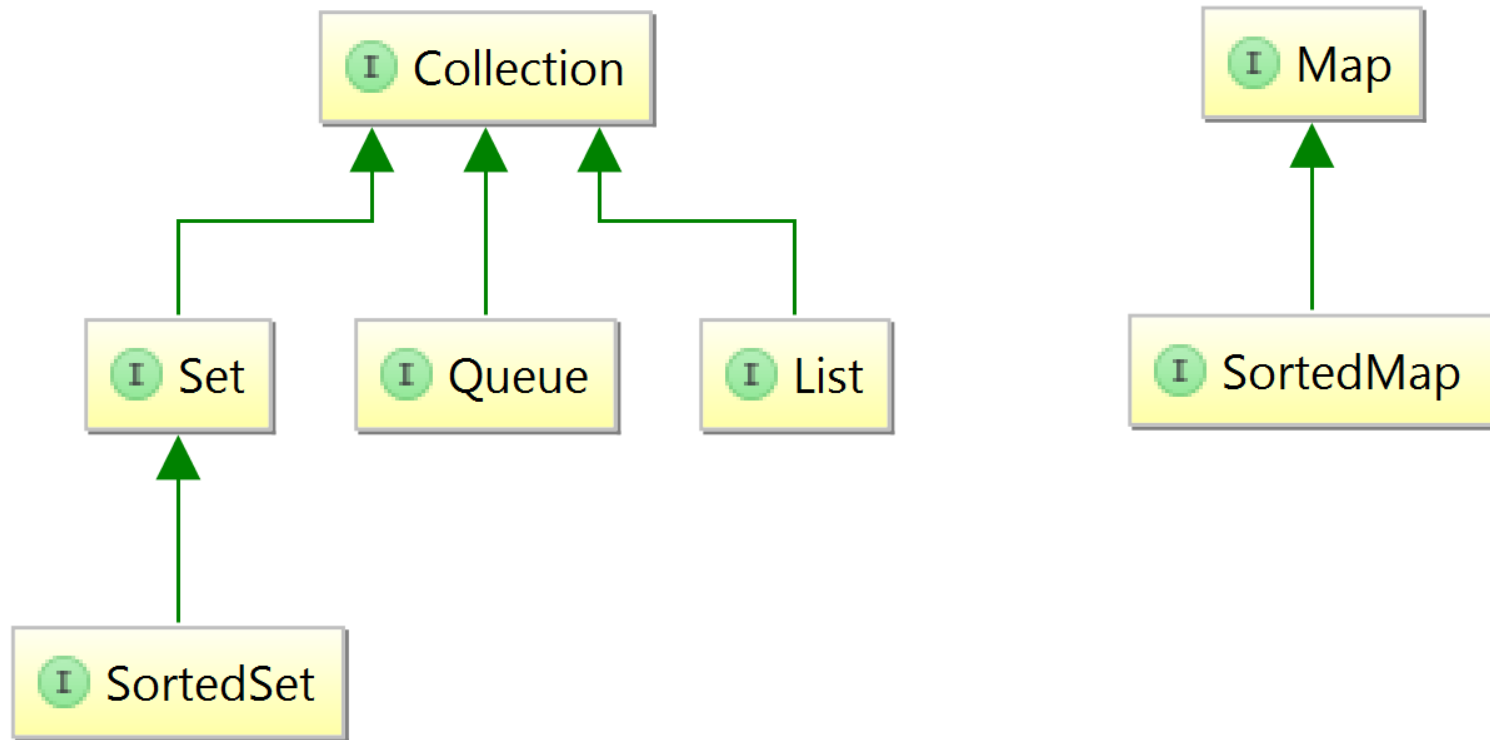 I Collection
I Map
I Set
I Queue
I List
I SortedMap
I SortedSet